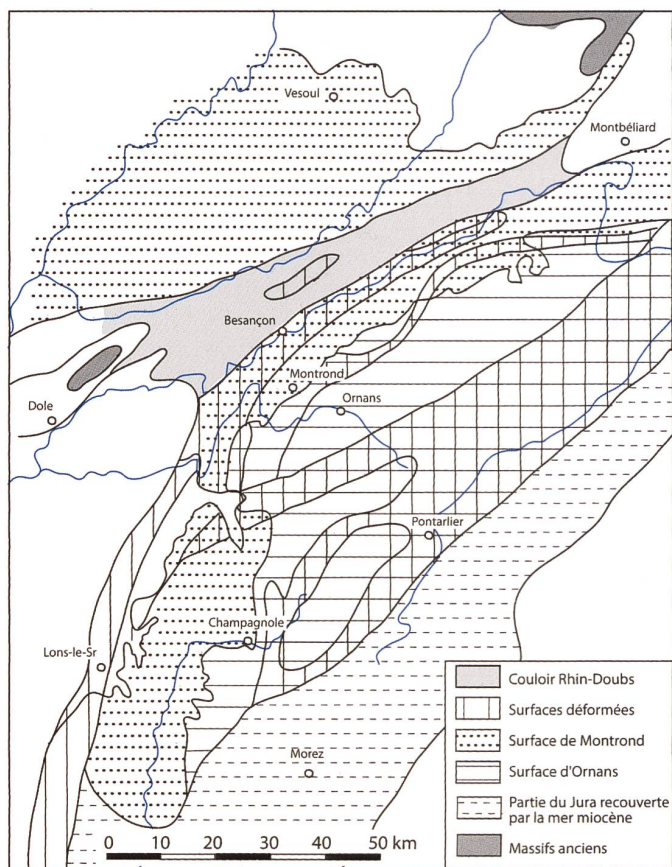 Vesoul
Montbéliard
Besançon
Montrond
Dole
Ornans
Pontarlier
Champagnole
Lons-le-Sr
Morez
Couloir Rhin-Doubs
Surfaces déformées
Surface de Montrond
Surface d'Ornans
Partie du Jura recouverte
par la mer miocène
Massifs anciens
0 10 20 30 40 50 km